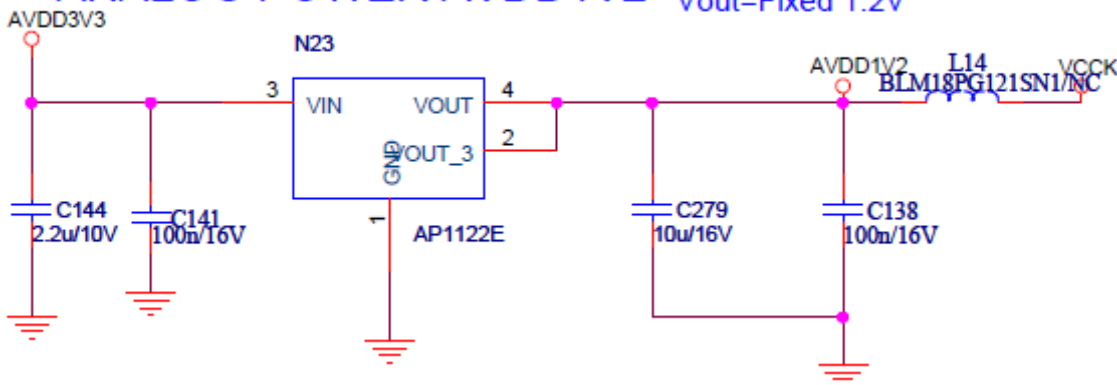 Vout=Fixed 1.2V
AVDD3V3
N23
AVDD1V2
L14
VCCK
BLM18PG121SN1/NC
3
VIN
VOUT
4
VOUT_3
2
GND
1
AP1122E
C144
2.2u/10V
C141
100n/16V
C279
10u/16V
C138
100n/16V